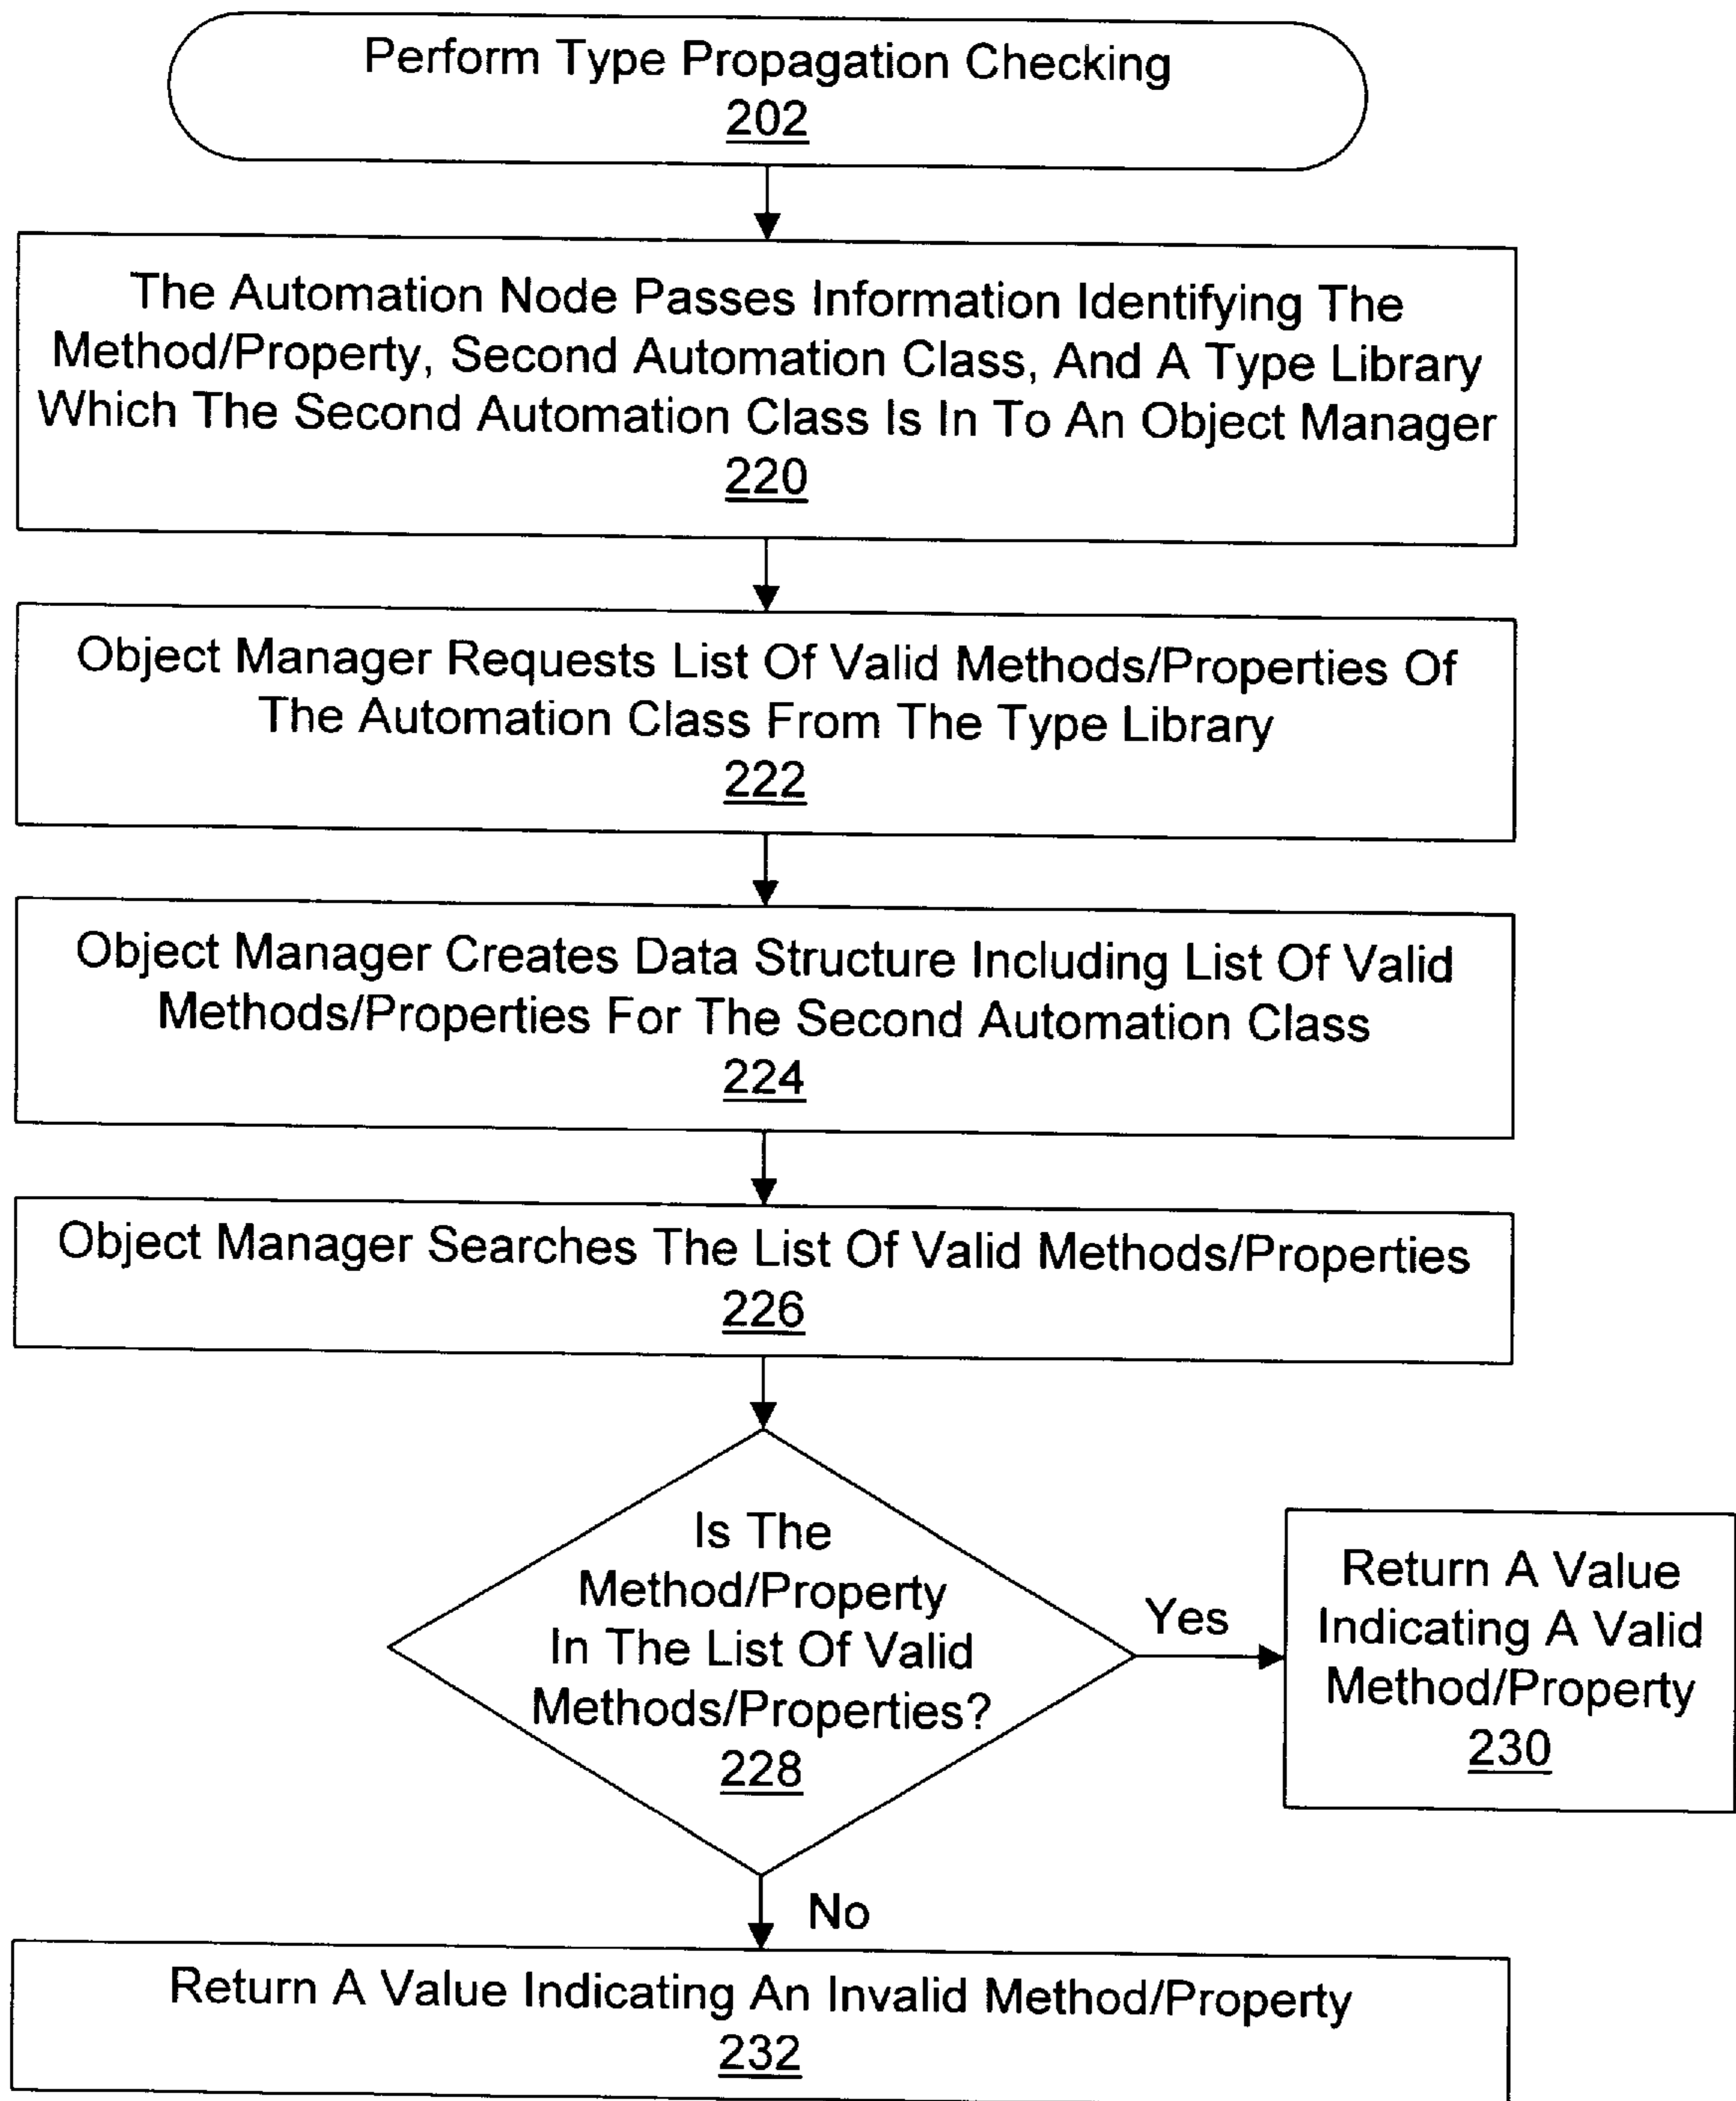 Perform Type Propagation Checking
202
The Automation Node Passes Information Identifying The
Method/Property, Second Automation Class, And A Type Library
Which The Second Automation Class Is In To An Object Manager
220
Object Manager Requests List Of Valid Methods/Properties Of
The Automation Class From The Type Library
222
Object Manager Creates Data Structure Including List Of Valid
Methods/Properties For The Second Automation Class
224
Object Manager Searches The List Of Valid Methods/Properties
226
Is The
Method/Property
In The List Of Valid
Methods/Properties?
228
Yes
Return A Value
Indicating A Valid
Method/Property
230
No
Return A Value Indicating An Invalid Method/Property
232